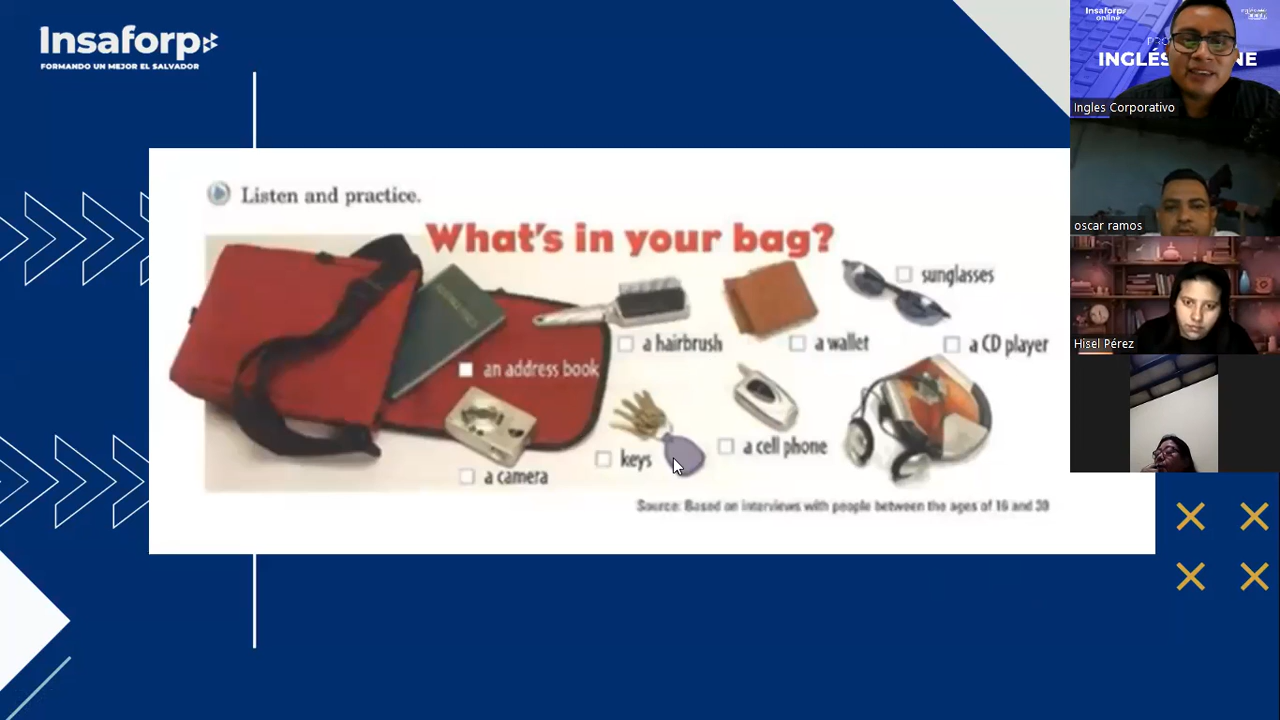 Insaforp
FORMANDO UN MEJOR EL SALVADOR
Listen and practice.
What's in your bag?
sunglasses
a hairbrush
a wallet
a CD player
an address book
keys
a cell phone
a camera
Source: Based on interviews with people between the ages of 16 and 30
Insaforp
online
INGLÉS
NE
Ingles Corporativo
oscar ramos
Hisel Pérez